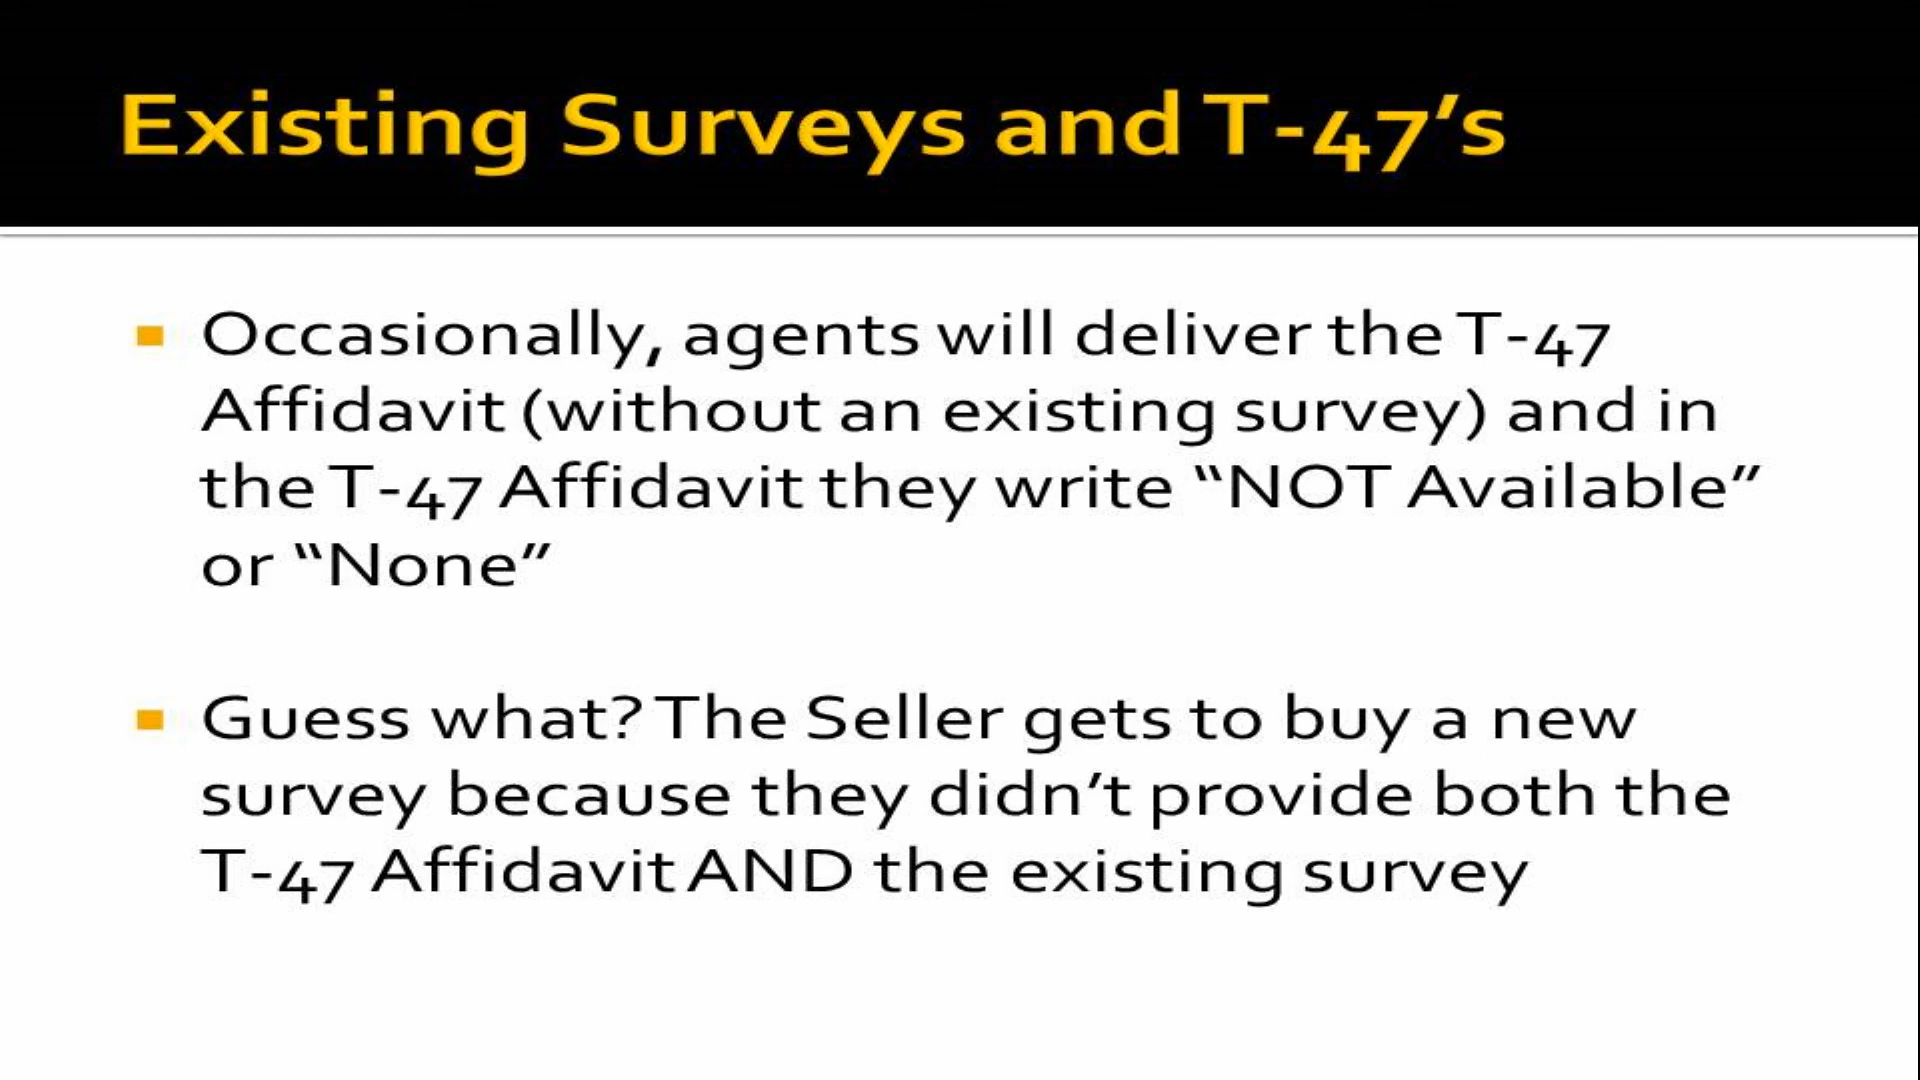 Existing Surveys and T-47’s
Occasionally, agents will deliver the T-47
Affidavit (without an existing survey) and in
the T-47 Affidavit they write “NOT Available”
or “None”
Guess what? The Seller gets to buy a new
survey because they didn’t provide both the
T-47 Affidavit AND the existing survey